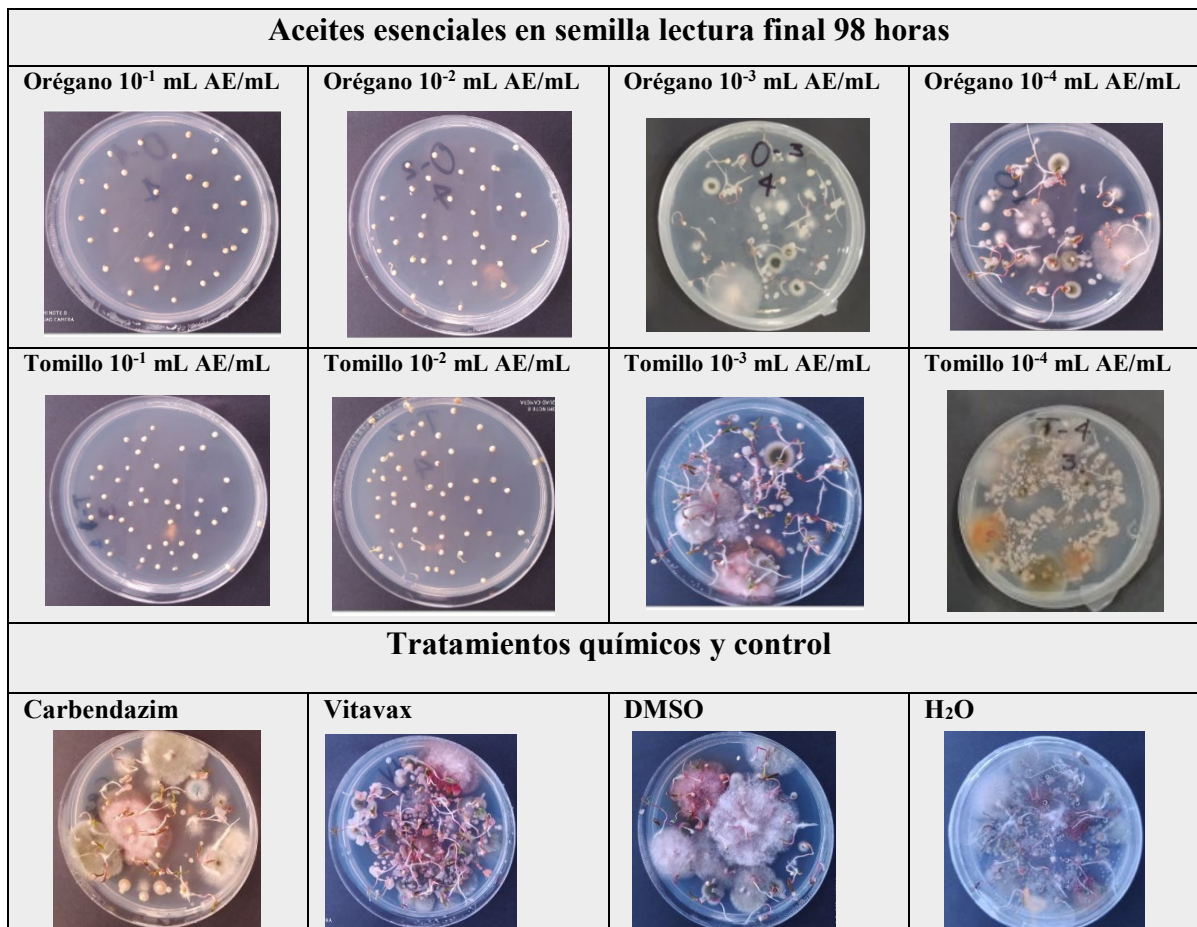 Aceites esenciales en semilla lectura final 98 horas
Orégano 10⁻¹ mL AE/mL
Orégano 10⁻² mL AE/mL
Orégano 10⁻³ mL AE/mL
Orégano 10⁻⁴ mL AE/mL
O-3
4
Tomillo 10⁻¹ mL AE/mL
Tomillo 10⁻² mL AE/mL
Tomillo 10⁻³ mL AE/mL
Tomillo 10⁻⁴ mL AE/mL
T-4
3
Tratamientos químicos y control
Carbendazim
Vitavax
DMSO
H₂O